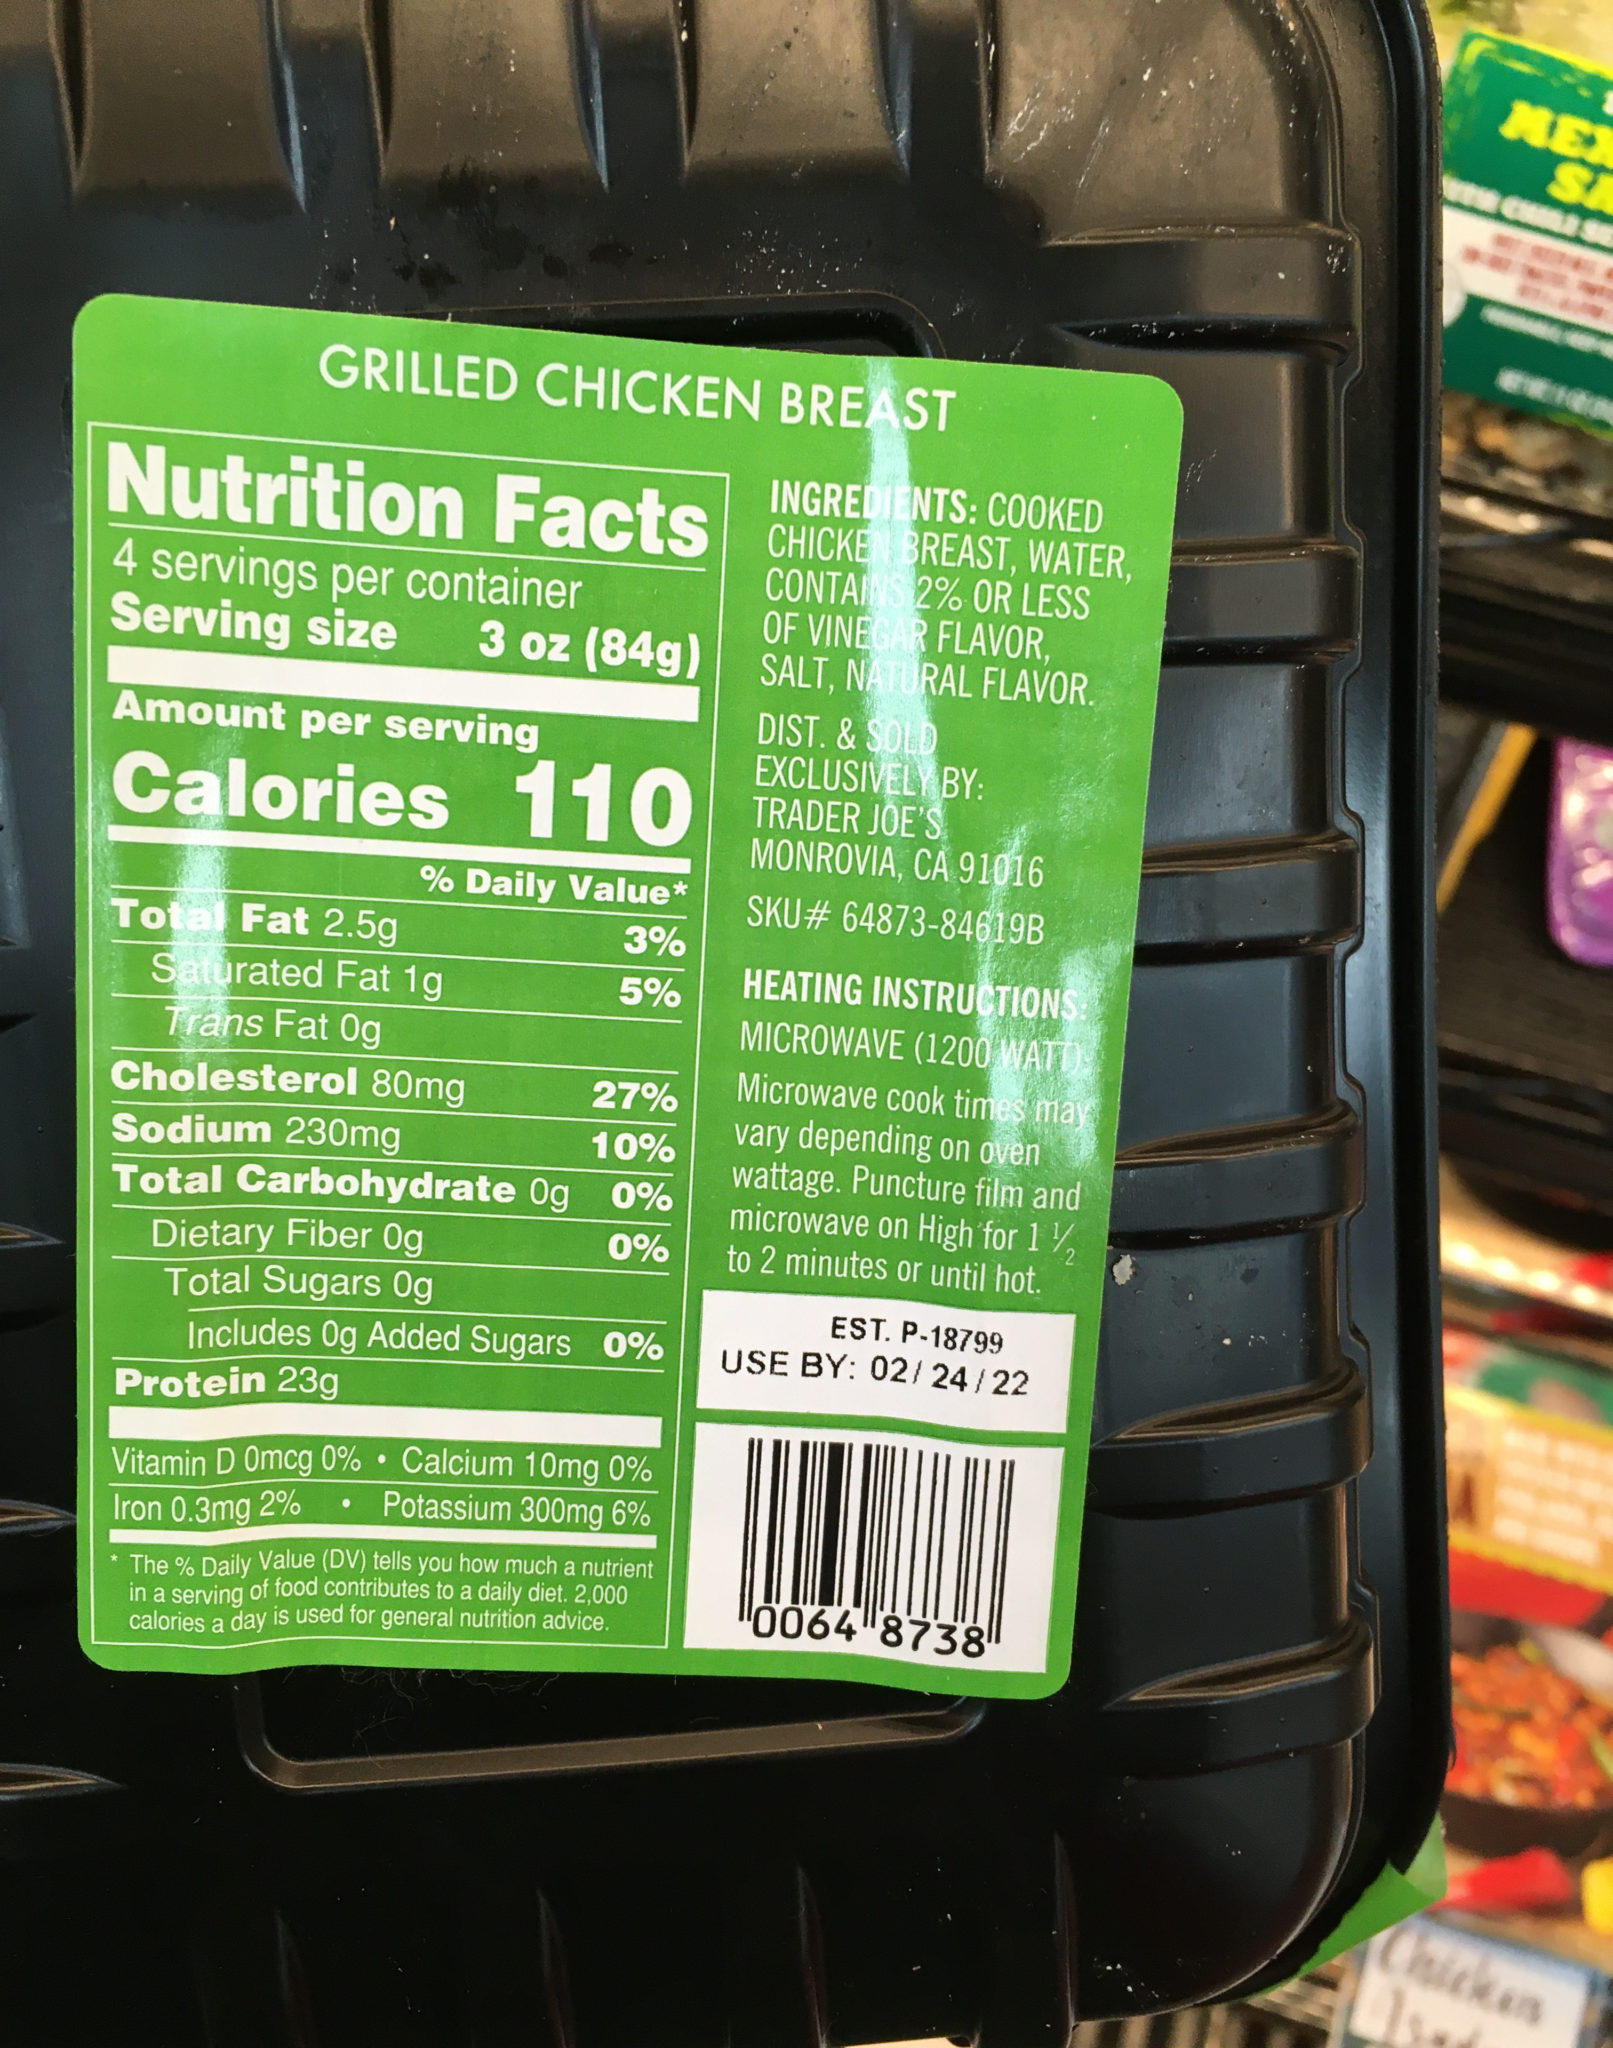 GRILLED CHICKEN BREAST
Nutrition Facts
4 servings per container
Serving size 3 oz (84g)
Amount per serving
Calories 110
% Daily Value*
Total Fat 2.5g 3%
Saturated Fat 1g 5%
Trans Fat 0g
Cholesterol 80mg 27%
Sodium 230mg 10%
Total Carbohydrate 0g 0%
Dietary Fiber 0g 0%
Total Sugars 0g
Includes 0g Added Sugars 0%
Protein 23g
Vitamin D 0mcg 0% • Calcium 10mg 0%
Iron 0.3mg 2% • Potassium 300mg 6%
* The % Daily Value (DV) tells you how much a nutrient
in a serving of food contributes to a daily diet. 2,000
calories a day is used for general nutrition advice.
INGREDIENTS: COOKED
CHICKEN BREAST, WATER,
CONTAINS 2% OR LESS
OF VINEGAR FLAVOR,
SALT, NATURAL FLAVOR.
DIST. & SOLD
EXCLUSIVELY BY:
TRADER JOE'S
MONROVIA, CA 91016
SKU# 64873-84619B
HEATING INSTRUCTIONS:
MICROWAVE (1200 WATT):
Microwave cook times may
vary depending on oven
wattage. Puncture film and
microwave on High for 1 ½
to 2 minutes or until hot.
EST. P-18799
USE BY: 02/24/22
0064 8738
MEX
SA
Chicken